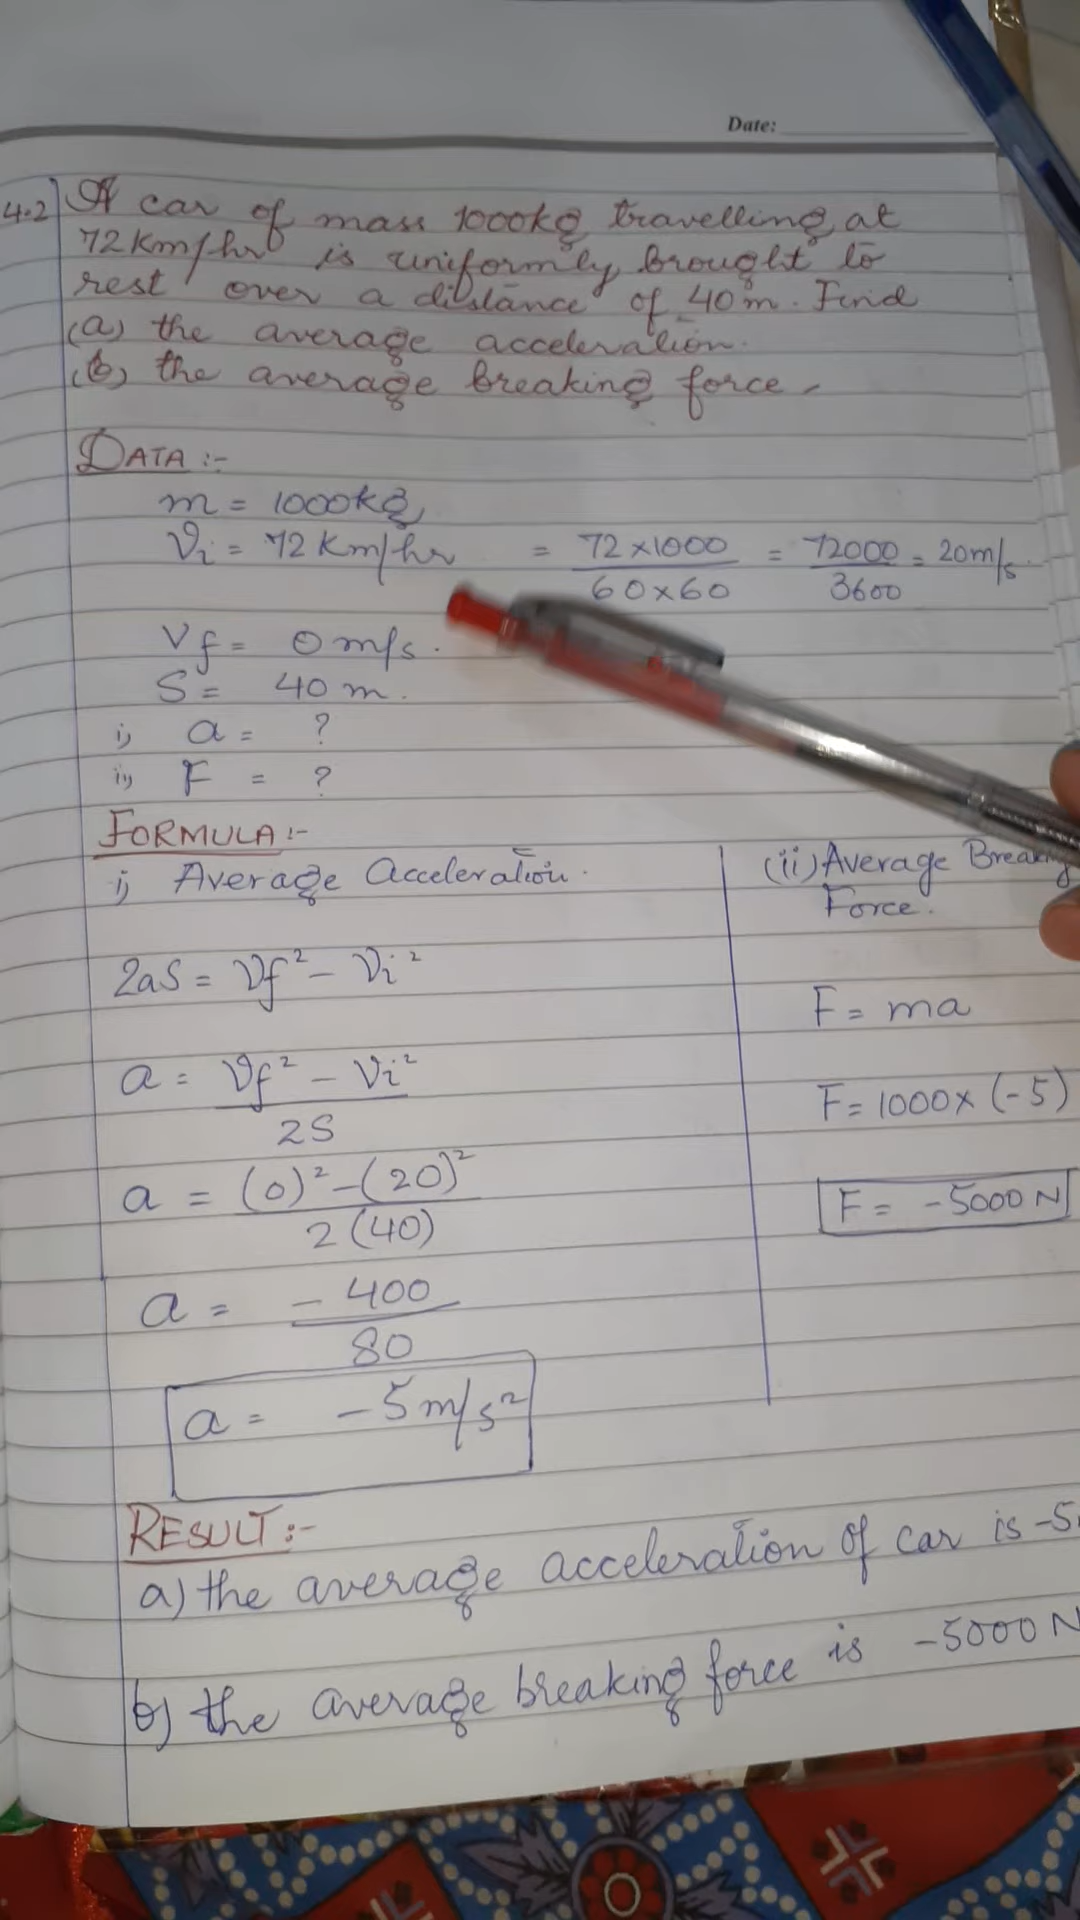 Date:
4.2 A car of mass 1000kg travelling at
72Km/hr is uniformly brought to
rest over a distance of 40m. Find
(a) the average acceleration.
(b) the average breaking force.
DATA :-
m = 1000kg
Vi = 72 Km/hr = 72×1000 / 60×60 = 72000 / 3600 = 20m/s.
Vf = 0 m/s.
S = 40 m.
i) a = ?
ii) F = ?
FORMULA :-
i) Average Acceleration.
2aS = Vf² - Vi²
a = Vf² - Vi² / 2S
a = (0)² - (20)² / 2(40)
a = - 400 / 80
a = -5 m/s²
(ii) Average Breaking
Force.
F = ma
F = 1000 × (-5)
F = -5000 N
RESULT :-
a) the average acceleration of car is -5
b) the average breaking force is -5000 N